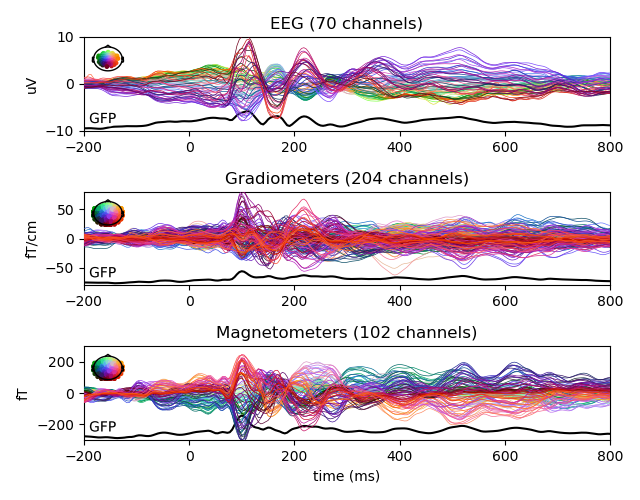 EEG (70 channels)
10
0
−10
uV
GFP
−200 0 200 400 600 800
Gradiometers (204 channels)
50
0
−50
fT/cm
GFP
−200 0 200 400 600 800
Magnetometers (102 channels)
200
0
−200
fT
GFP
−200 0 200 400 600 800
time (ms)